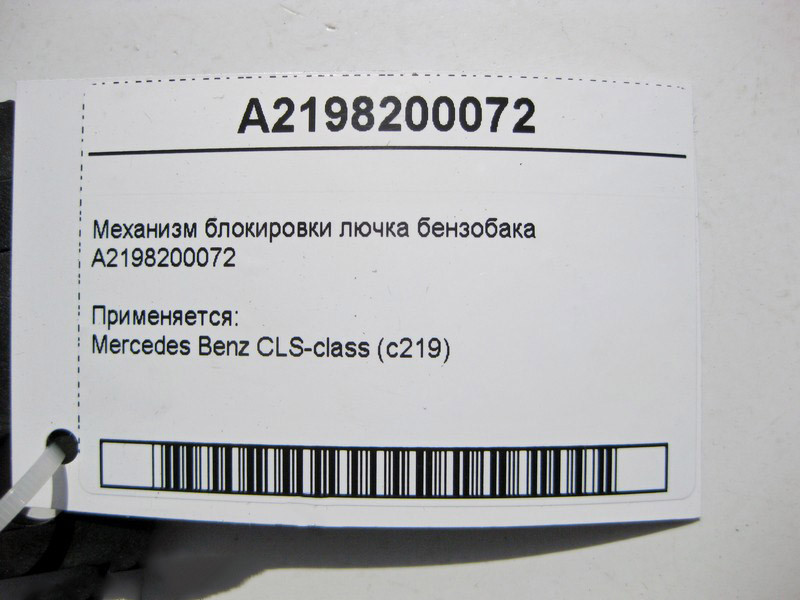 A2198200072
Механизм блокировки лючка бензобака
A2198200072
Применяется:
Mercedes Benz CLS-class (c219)